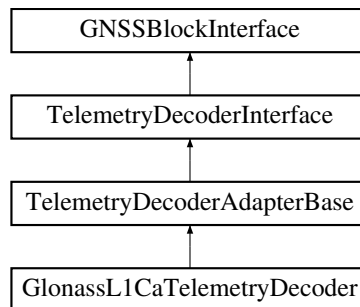 GNSSBlockInterface
TelemetryDecoderInterface
TelemetryDecoderAdapterBase
GlonassL1CaTelemetryDecoder